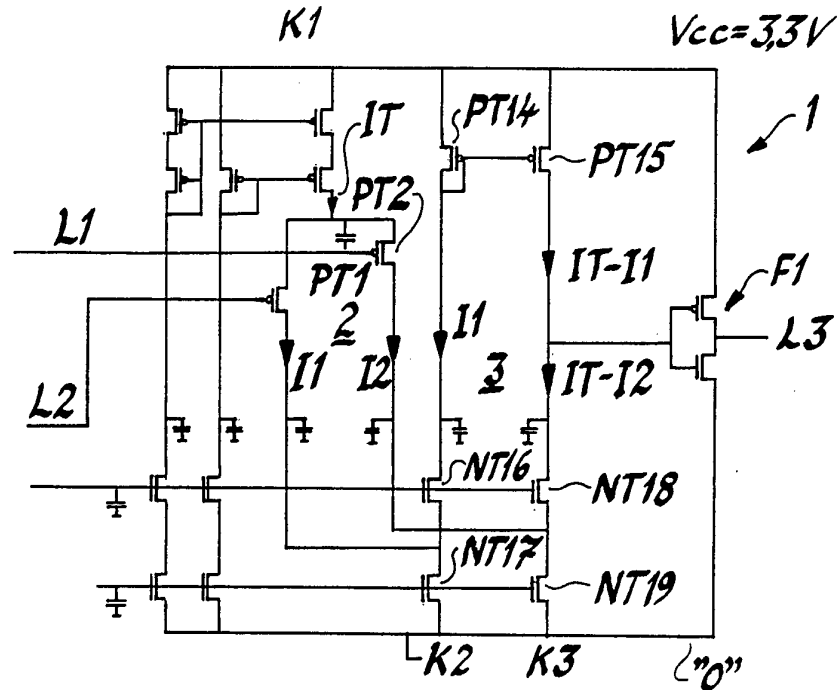 K1
Vcc=3,3V
1
IT
PT14
PT15
PT2
L1
PT1
IT-I1
F1
2
L3
I1
3
I1
I2
IT-I2
L2
NT16
NT18
NT17
NT19
K2
K3
"0"